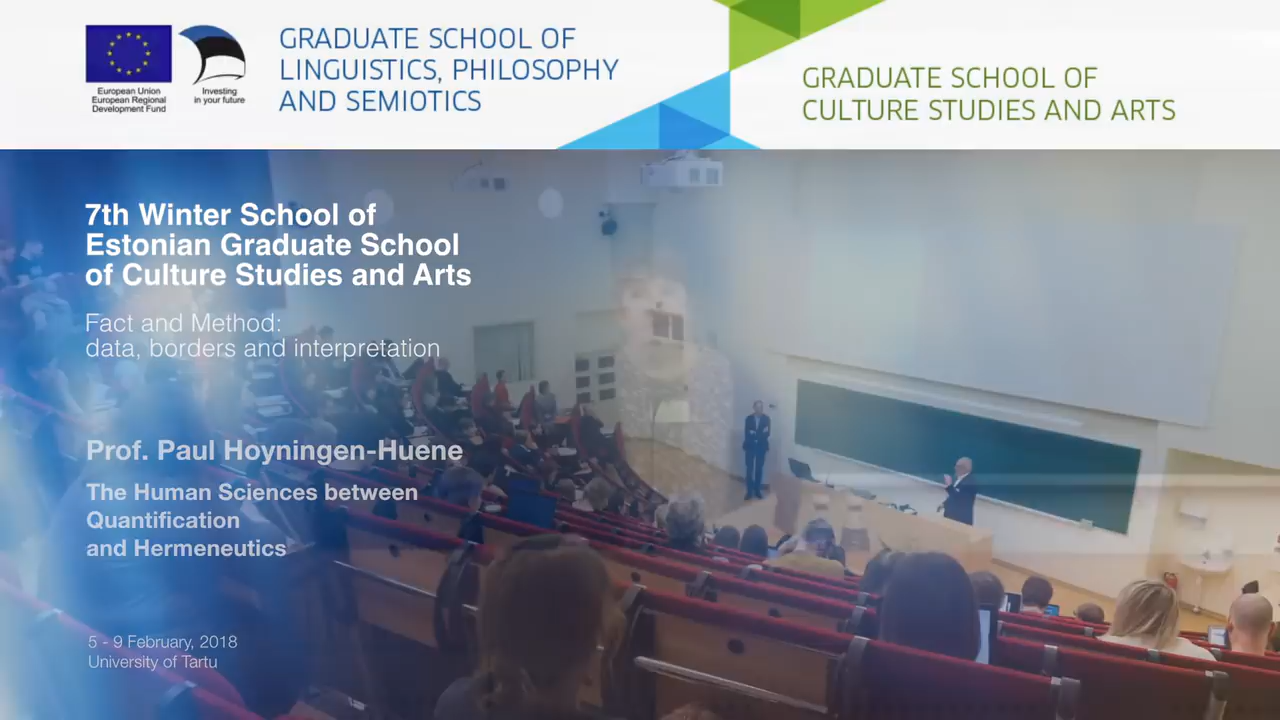 European Union
European Regional
Development Fund
Investing
in your future
GRADUATE SCHOOL OF
LINGUISTICS, PHILOSOPHY
AND SEMIOTICS
GRADUATE SCHOOL OF
CULTURE STUDIES AND ARTS
7th Winter School of
Estonian Graduate School
of Culture Studies and Arts
Fact and Method:
data, borders and interpretation
Prof. Paul Hoyningen-Huene
The Human Sciences between
Quantification
and Hermeneutics
5 - 9 February, 2018
University of Tartu